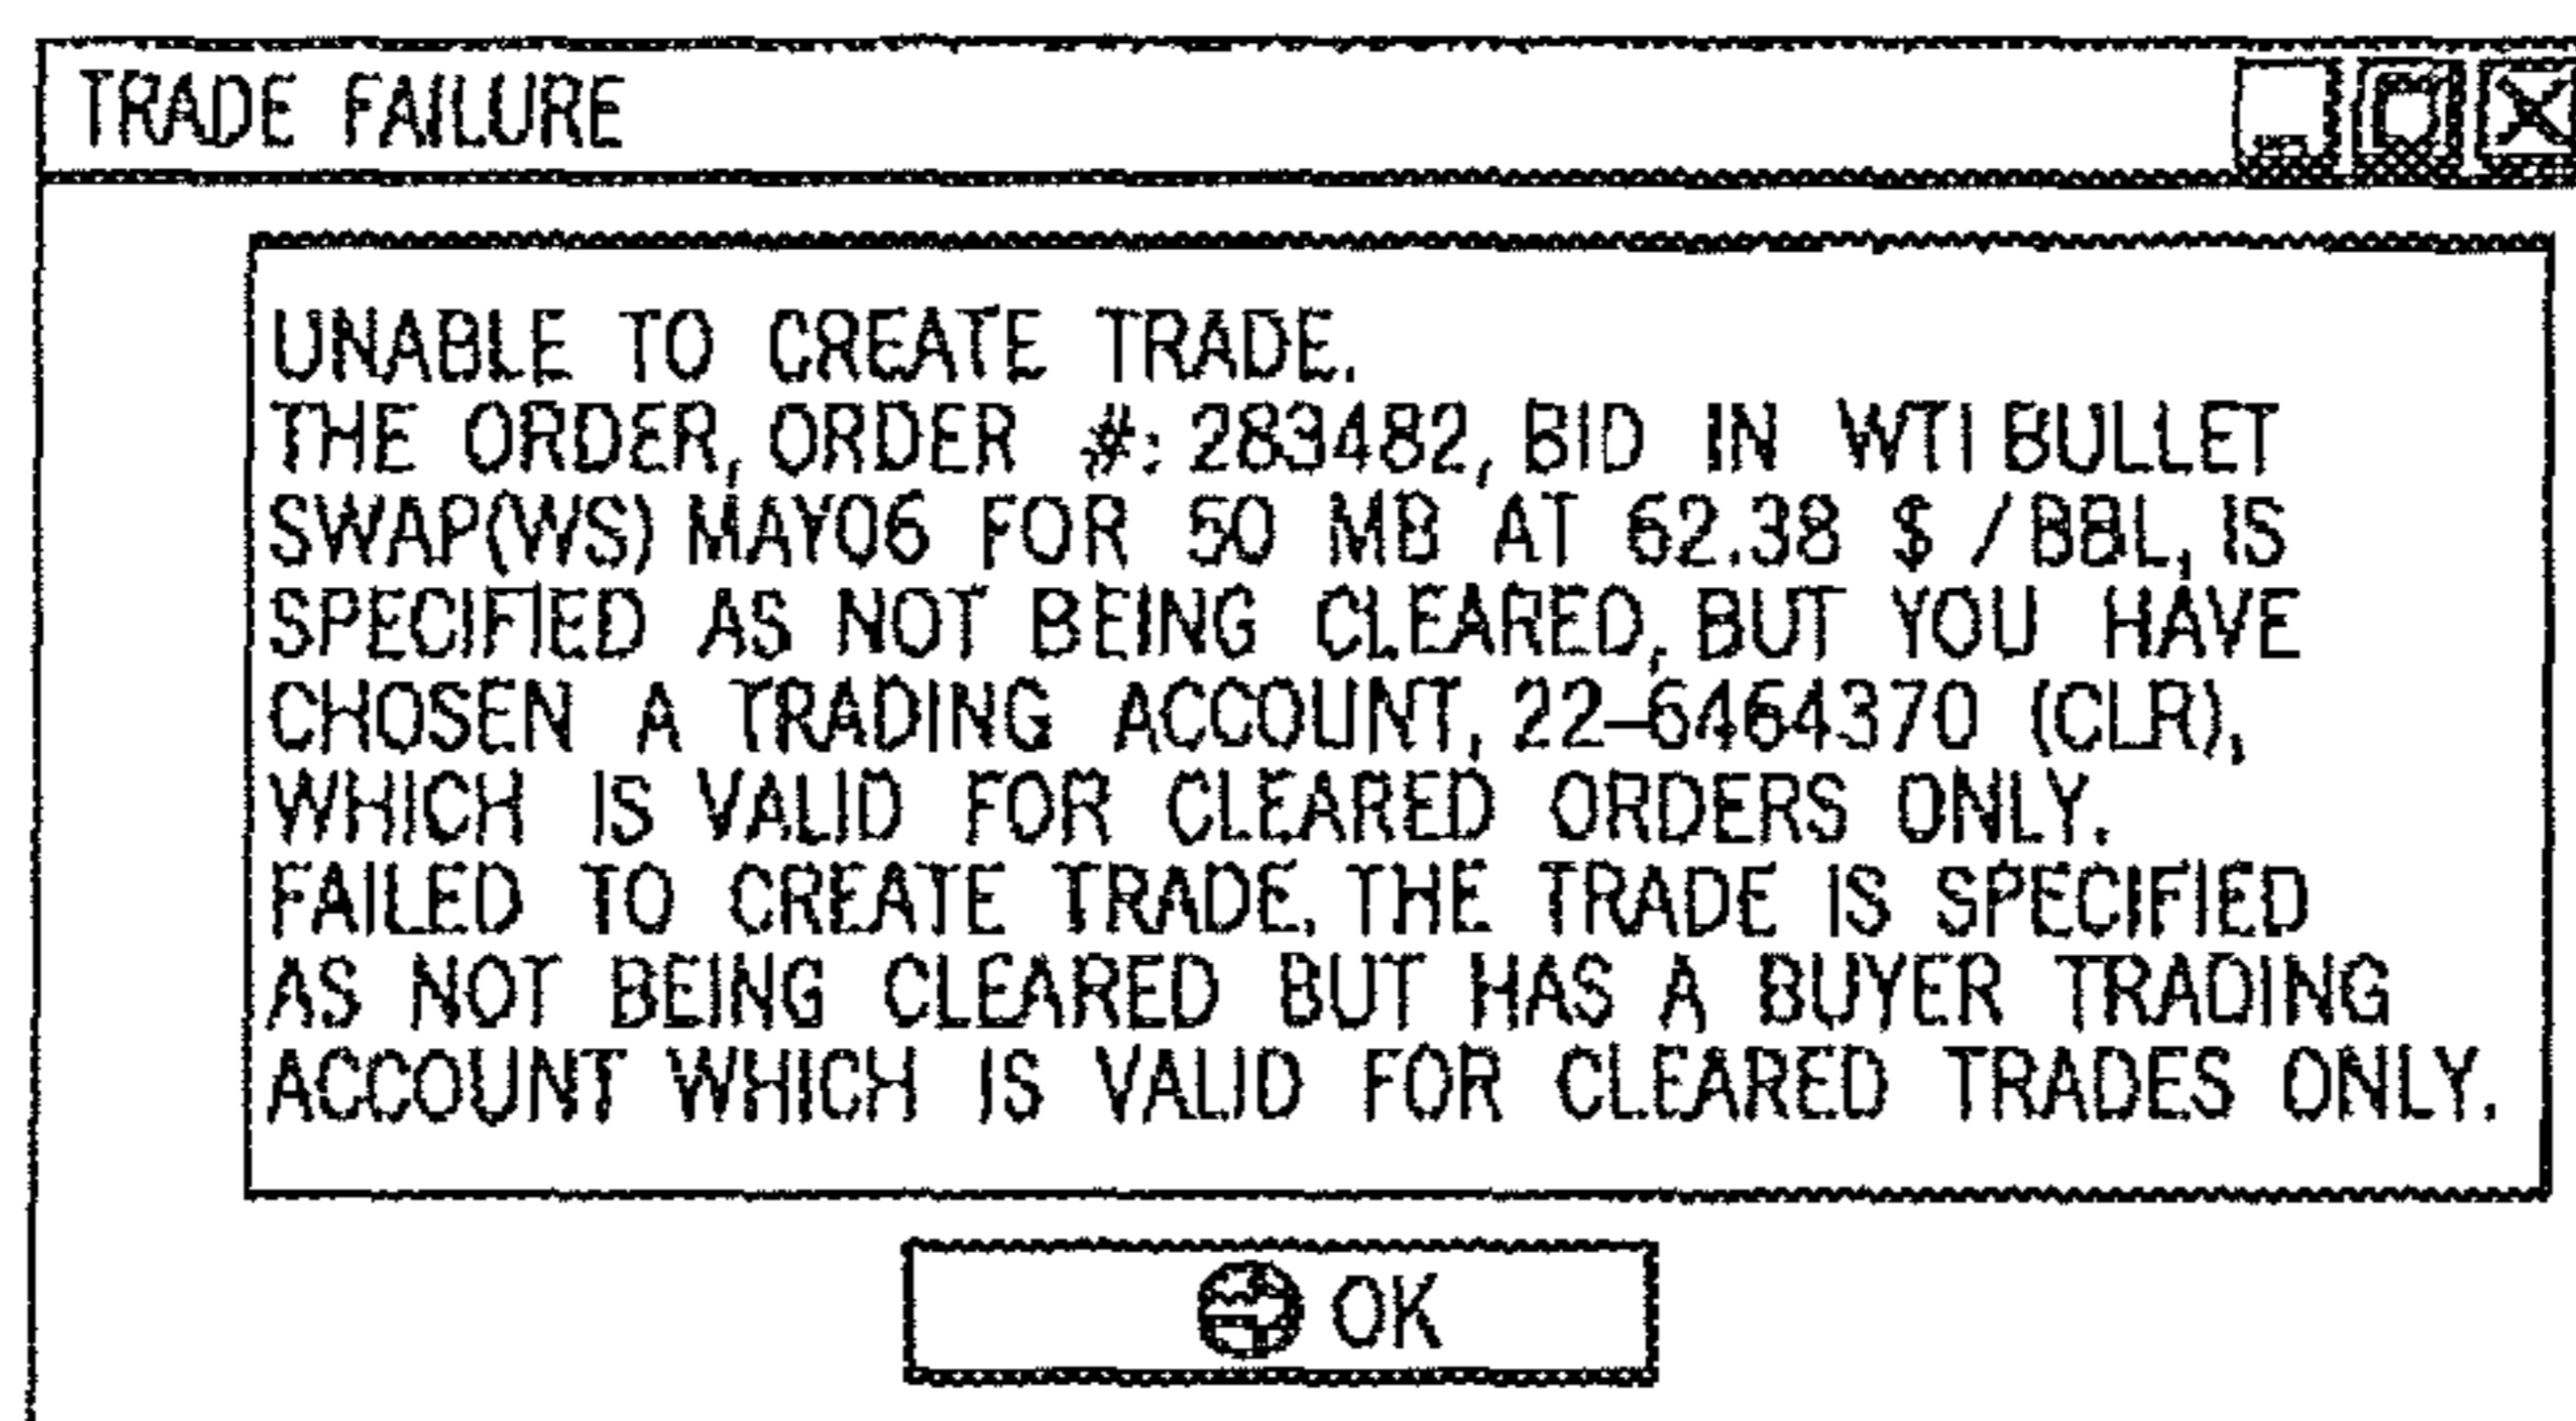 TRADE FAILURE
UNABLE TO CREATE TRADE.
THE ORDER, ORDER #: 283482, BID IN WTI BULLET
SWAP(WS) MAY06 FOR 50 MB AT 62.38 $ /BBL, IS
SPECIFIED AS NOT BEING CLEARED, BUT YOU HAVE
CHOSEN A TRADING ACCOUNT, 22-6464370 (CLR),
WHICH IS VALID FOR CLEARED ORDERS ONLY.
FAILED TO CREATE TRADE. THE TRADE IS SPECIFIED
AS NOT BEING CLEARED BUT HAS A BUYER TRADING
ACCOUNT WHICH IS VALID FOR CLEARED TRADES ONLY.
OK